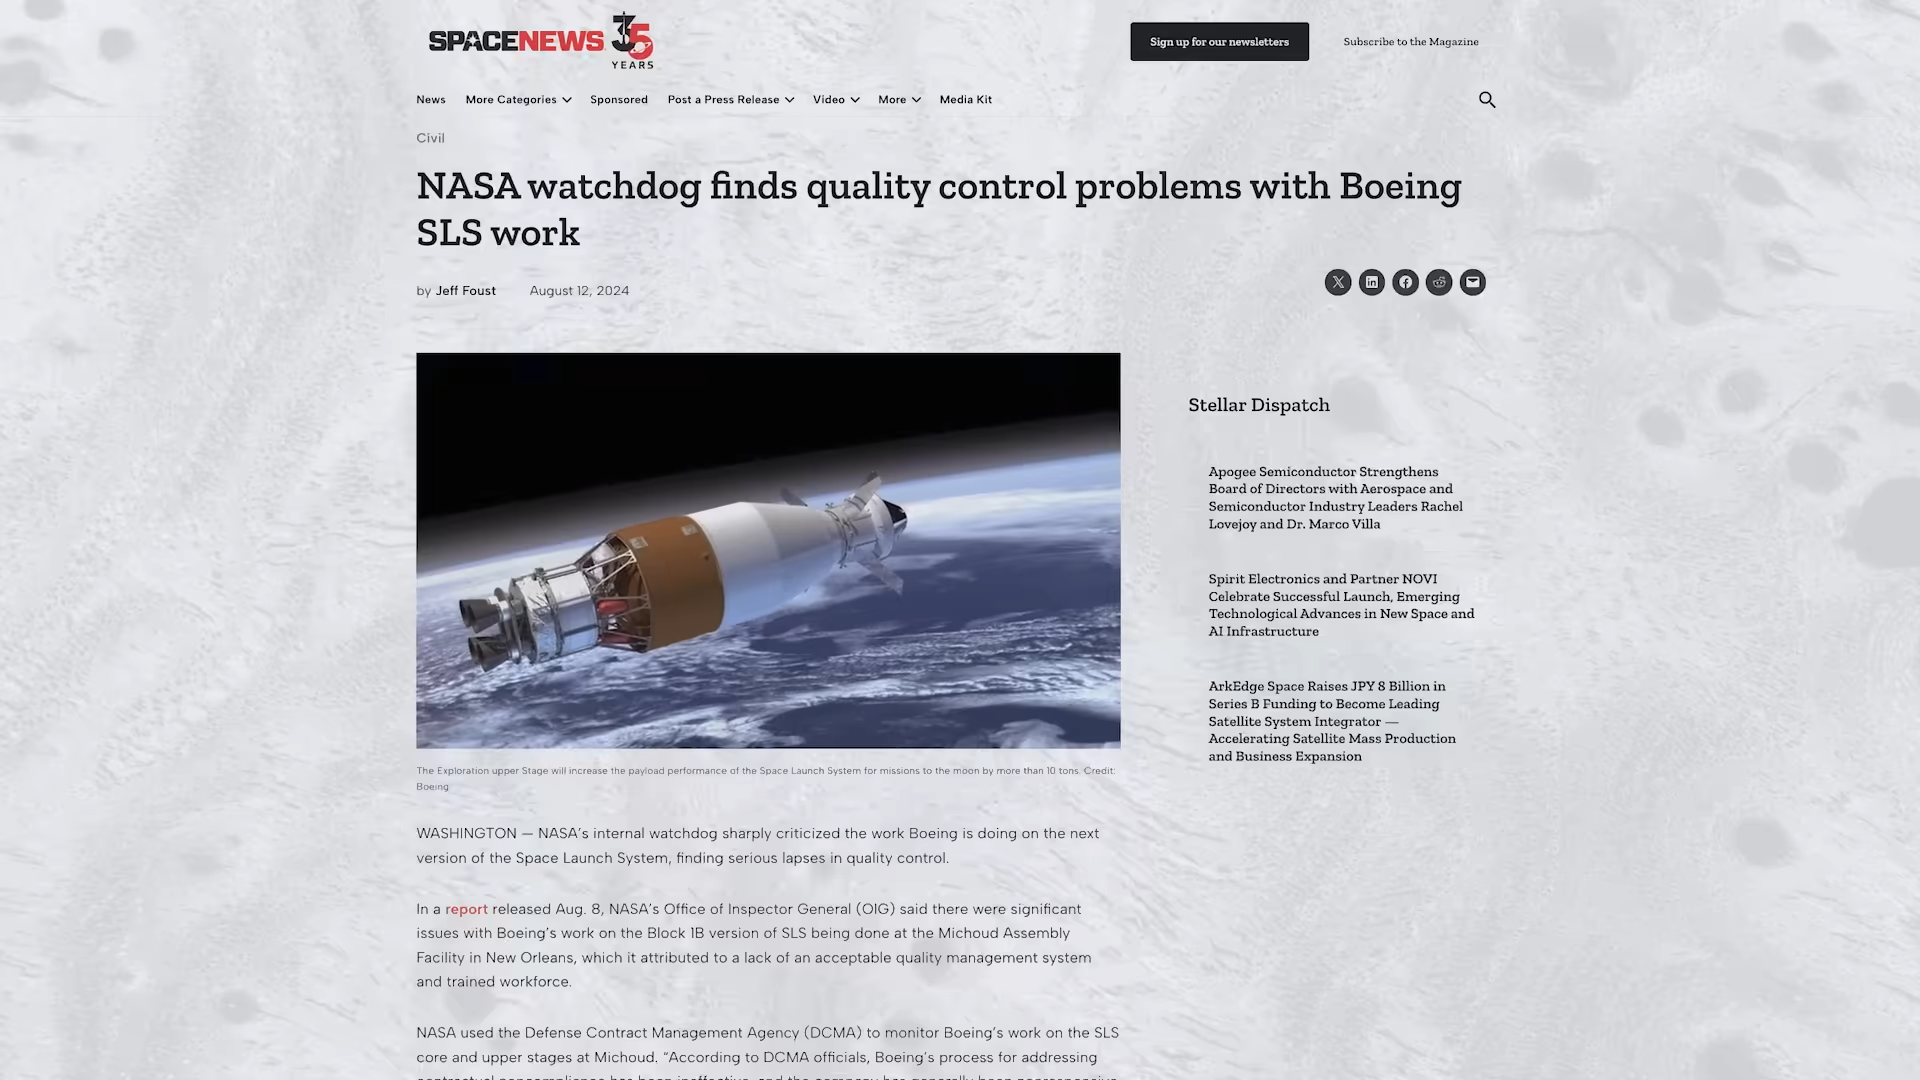 SPACENEWS 35 YEARS
Sign up for our newsletters
Subscribe to the Magazine
News More Categories Sponsored Post a Press Release Video More Media Kit
Civil
NASA watchdog finds quality control problems with Boeing
SLS work
by Jeff Foust August 12, 2024
The Exploration upper Stage will increase the payload performance of the Space Launch System for missions to the moon by more than 10 tons. Credit:
Boeing
WASHINGTON — NASA’s internal watchdog sharply criticized the work Boeing is doing on the next
version of the Space Launch System, finding serious lapses in quality control.
In a report released Aug. 8, NASA’s Office of Inspector General (OIG) said there were significant
issues with Boeing’s work on the Block 1B version of SLS being done at the Michoud Assembly
Facility in New Orleans, which it attributed to a lack of an acceptable quality management system
and trained workforce.
NASA used the Defense Contract Management Agency (DCMA) to monitor Boeing’s work on the SLS
core and upper stages at Michoud. “According to DCMA officials, Boeing’s process for addressing
Stellar Dispatch
Apogee Semiconductor Strengthens
Board of Directors with Aerospace and
Semiconductor Industry Leaders Rachel
Lovejoy and Dr. Marco Villa
Spirit Electronics and Partner NOVI
Celebrate Successful Launch, Emerging
Technological Advances in New Space and
AI Infrastructure
ArkEdge Space Raises JPY 8 Billion in
Series B Funding to Become Leading
Satellite System Integrator —
Accelerating Satellite Mass Production
and Business Expansion